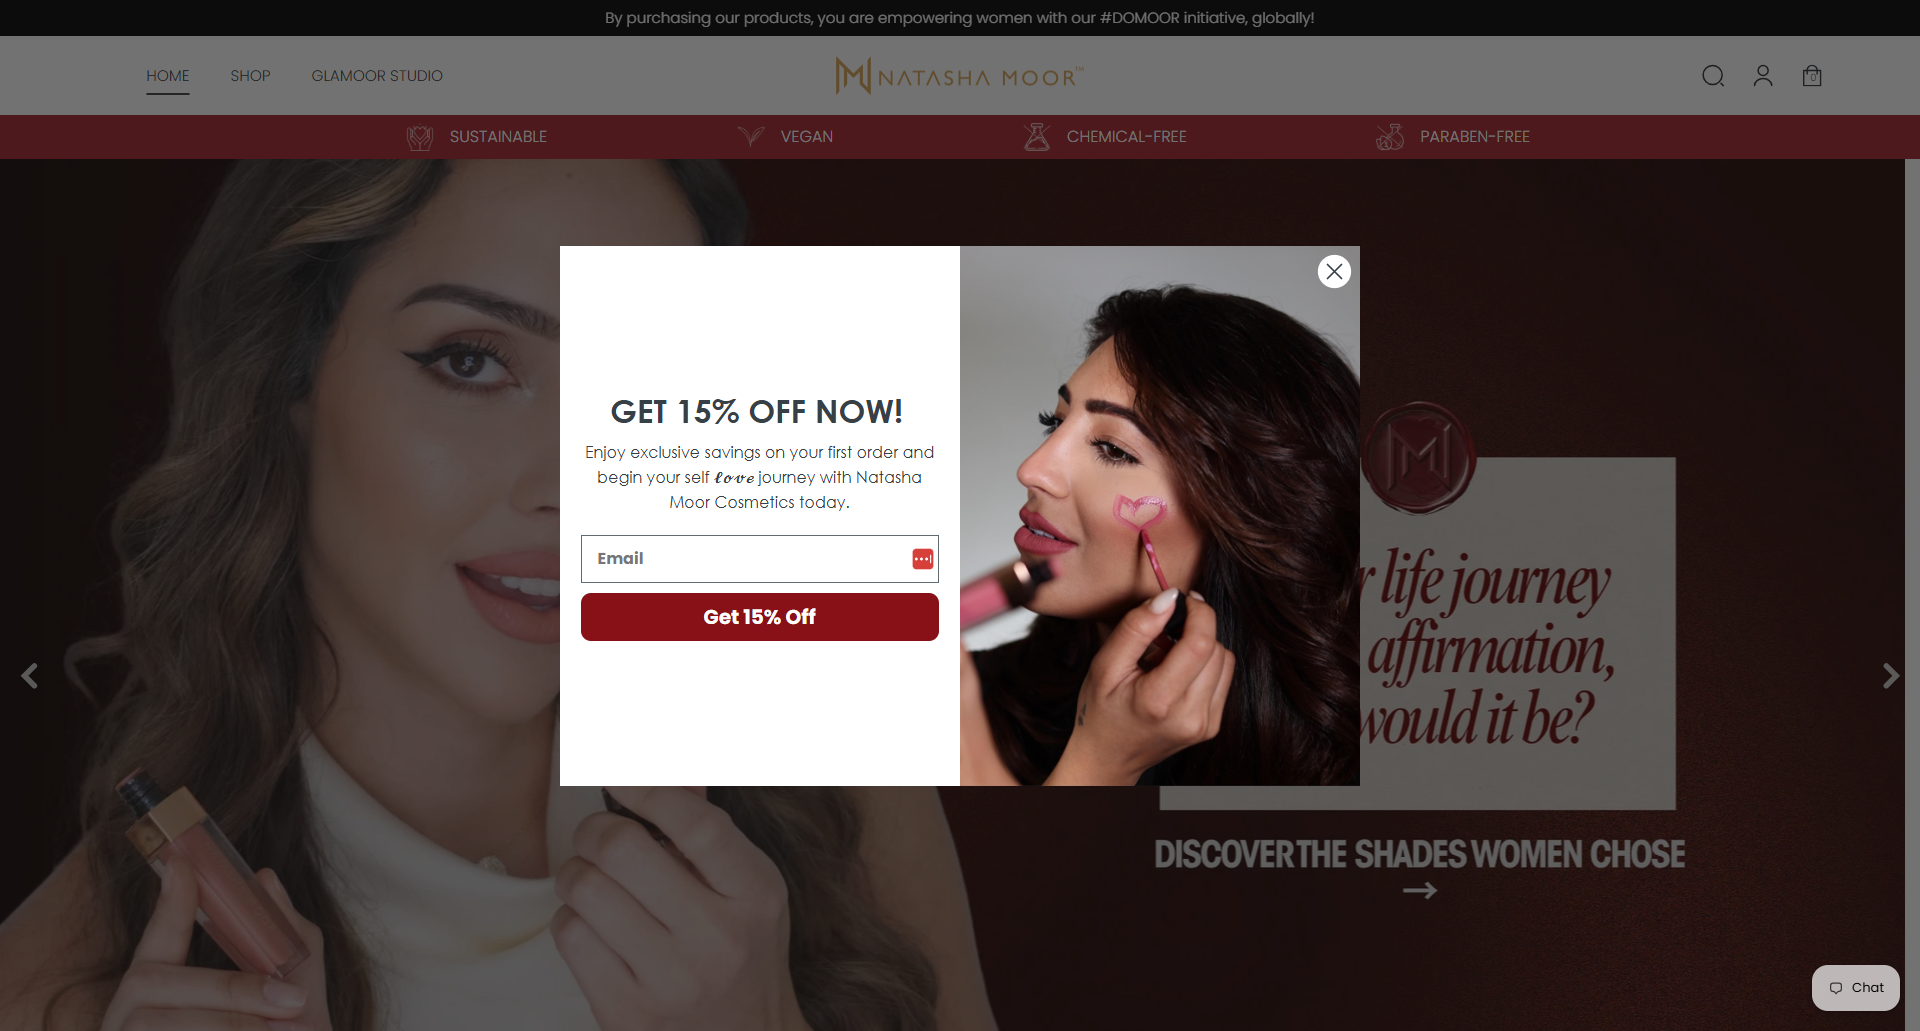 By purchasing our products, you are empowering women with our #DOMOOR initiative, globally!
HOME
SHOP
GLAMOOR STUDIO
NATASHA MOOR™
0
SUSTAINABLE
VEGAN
CHEMICAL-FREE
PARABEN-FREE
GET 15% OFF NOW!
Enjoy exclusive savings on your first order and
begin your self love journey with Natasha
Moor Cosmetics today.
Email
Get 15% Off
life journey
affirmation,
would it be?
DISCOVER THE SHADES WOMEN CHOSE
Chat